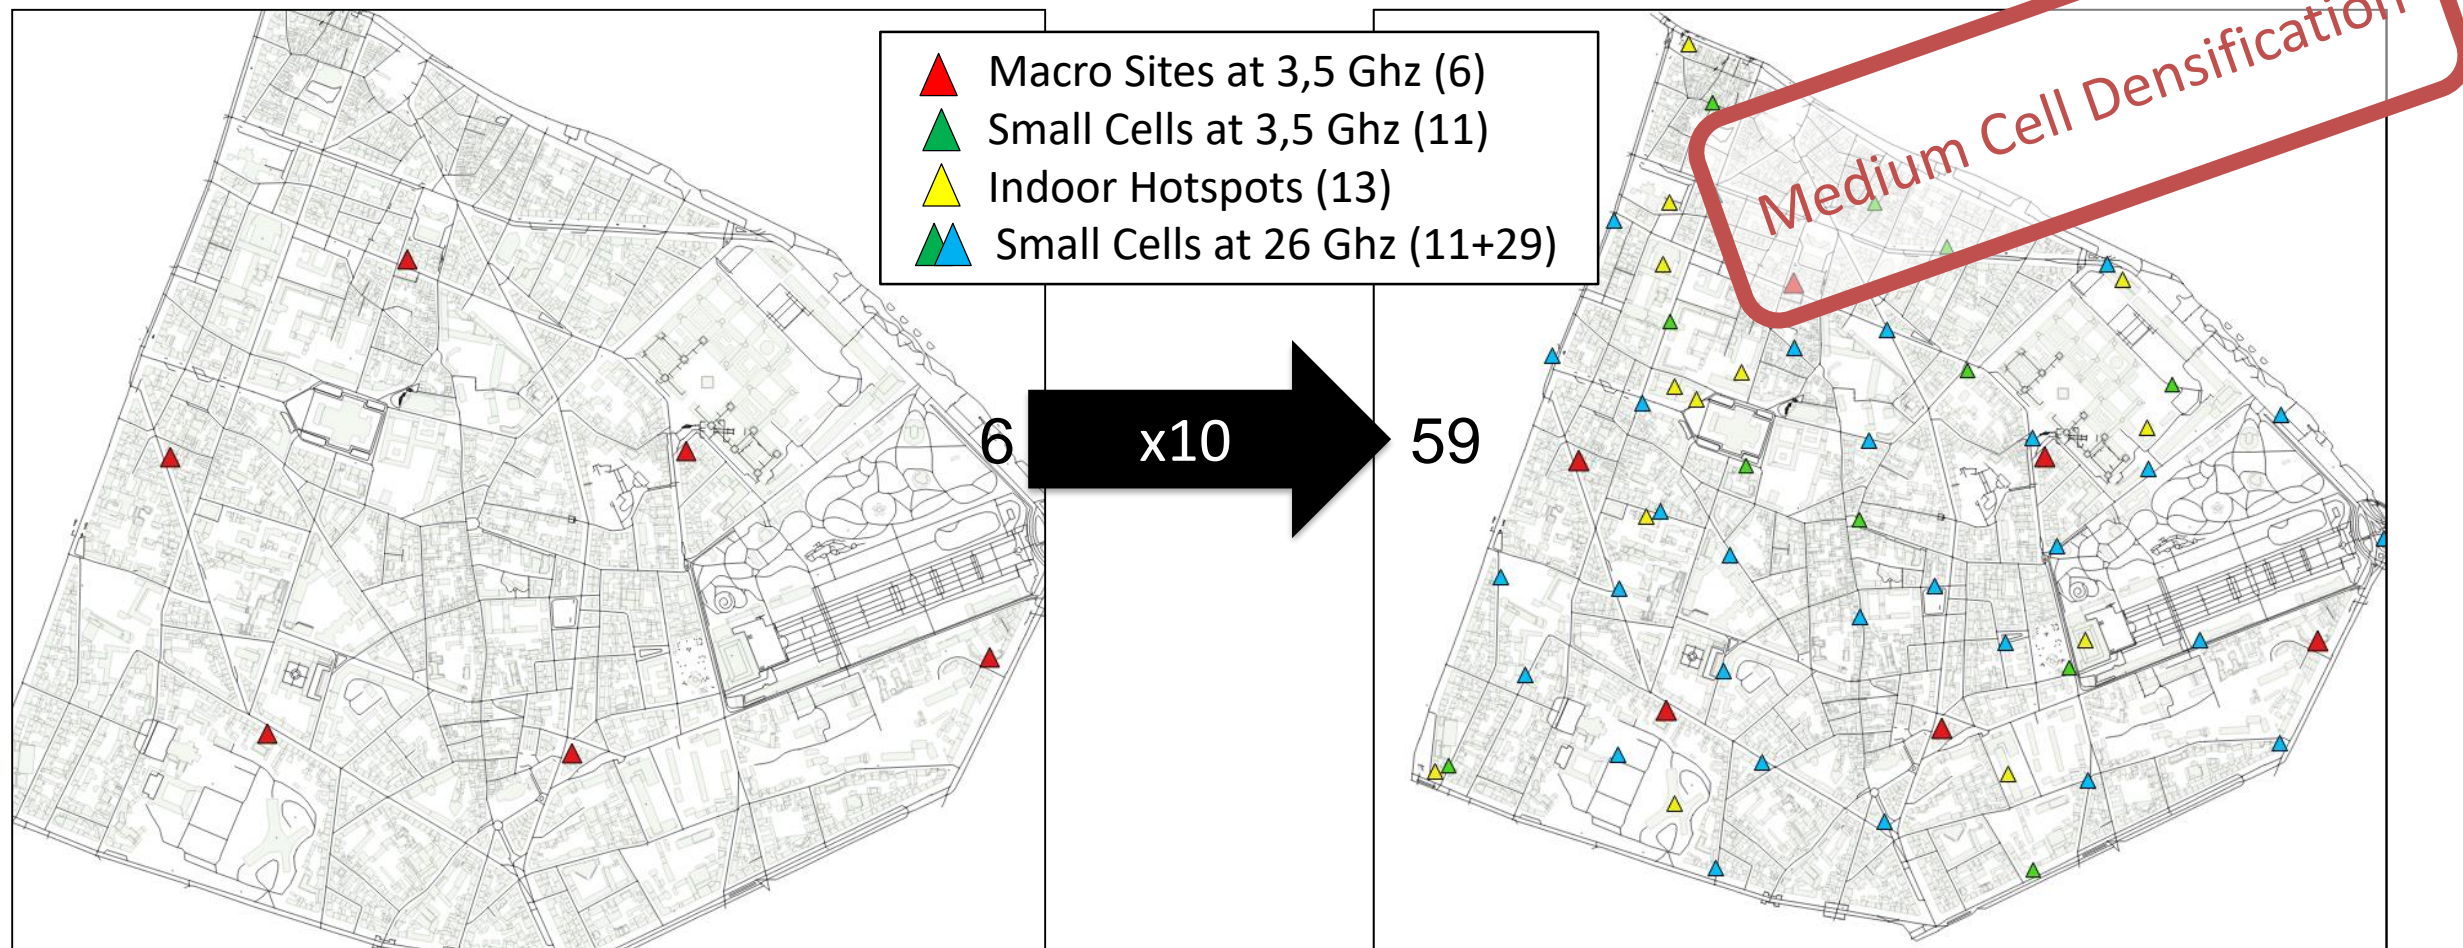 Macro Sites at 3,5 Ghz (6)
Small Cells at 3,5 Ghz (11)
Indoor Hotspots (13)
Small Cells at 26 Ghz (11+29)
Medium Cell Densification
6
x10
59